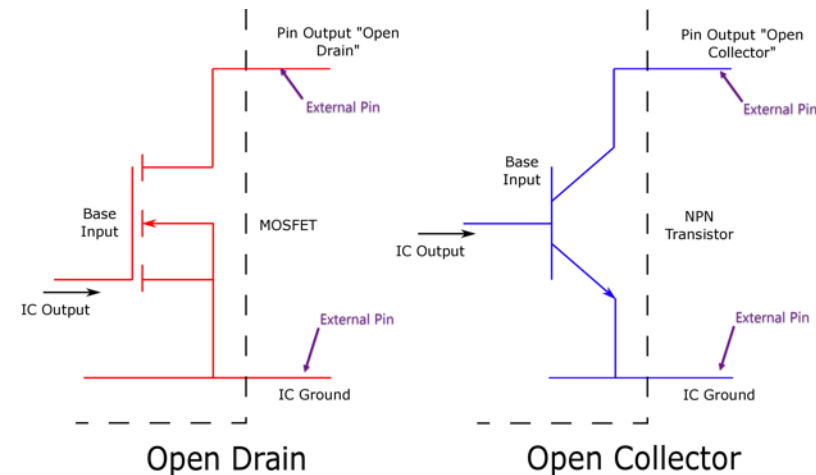 Pin Output "Open
Drain"
External Pin
Base
Input
MOSFET
IC Output
External Pin
IC Ground
Open Drain
Pin Output "Open
Collector"
External Pin
Base
Input
NPN
Transistor
IC Output
External Pin
IC Ground
Open Collector